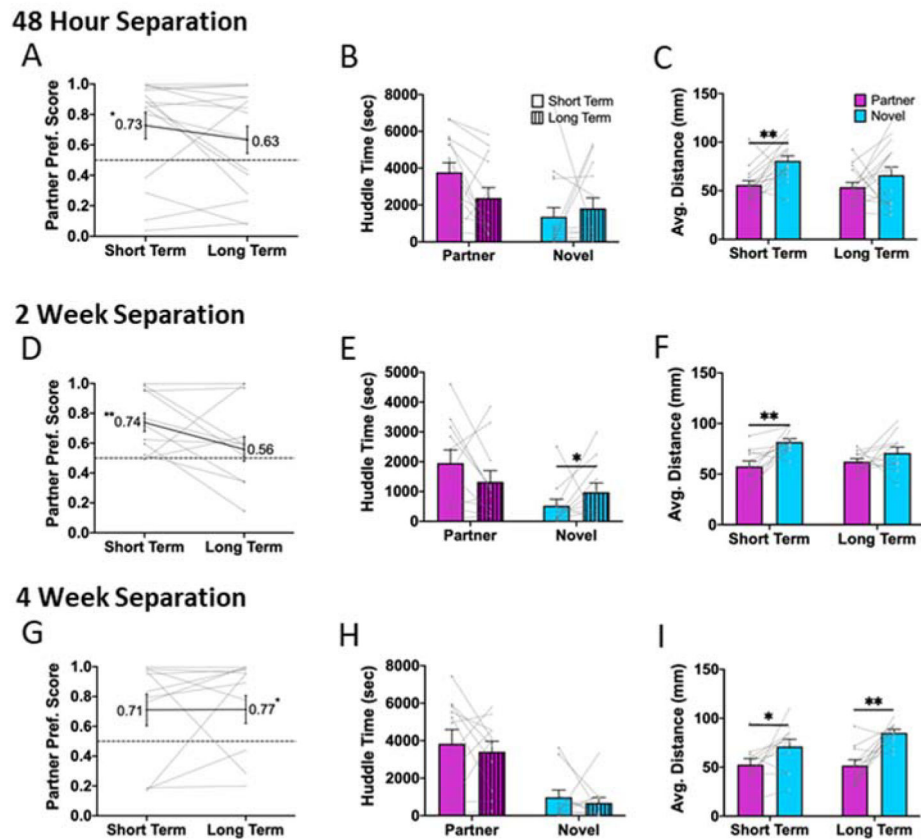 48 Hour Separation
A
B
C
Partner Pref. Score
1.0
0.8
0.6
0.4
0.2
0.0
*
0.73
0.63
Short Term
Long Term
Huddle Time (sec)
8000
6000
4000
2000
0
Short Term
Long Term
Partner
Novel
Avg. Distance (mm)
150
100
50
0
**
Partner
Novel
Short Term
Long Term
2 Week Separation
D
E
F
Partner Pref. Score
1.0
0.8
0.6
0.4
0.2
0.0
**
0.74
0.56
Short Term
Long Term
Huddle Time (sec)
5000
4000
3000
2000
1000
0
*
Partner
Novel
Avg. Distance (mm)
150
100
50
0
**
Short Term
Long Term
4 Week Separation
G
H
I
Partner Pref. Score
1.0
0.8
0.6
0.4
0.2
0.0
0.71
0.77
*
Short Term
Long Term
Huddle Time (sec)
8000
6000
4000
2000
0
Partner
Novel
Avg. Distance (mm)
150
100
50
0
*
**
Short Term
Long Term